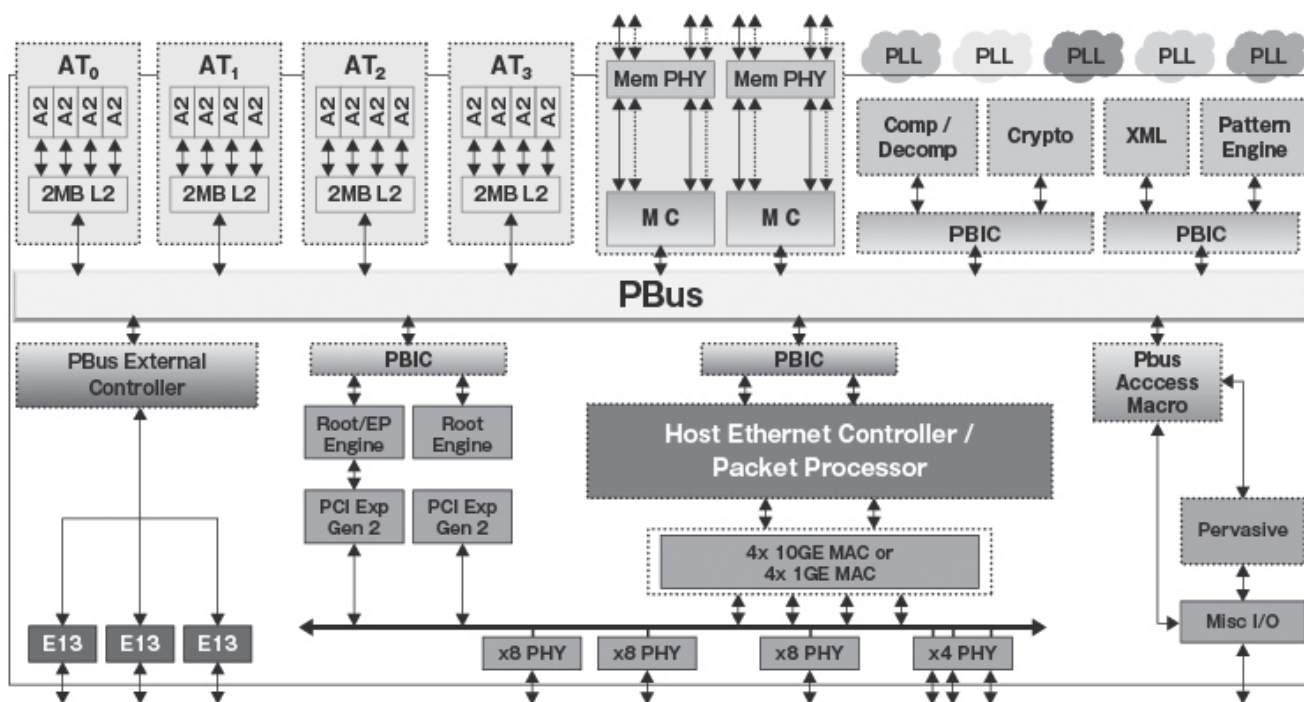 AT0 AT1 AT2 AT3
A2 A2 A2 A2 A2 A2 A2 A2 A2 A2 A2 A2 A2 A2 A2 A2
2MB L2 2MB L2 2MB L2 2MB L2
Mem PHY Mem PHY
M C M C
PLL PLL PLL PLL PLL
Comp /
Decomp
Crypto
XML
Pattern
Engine
PBIC PBIC
PBus
PBus External
Controller
E13 E13 E13
PBIC
Root/EP
Engine
Root
Engine
PCI Exp
Gen 2
PCI Exp
Gen 2
PBIC
Host Ethernet Controller /
Packet Processor
4x 10GE MAC or
4x 1GE MAC
x8 PHY x8 PHY x8 PHY x4 PHY
Pbus
Acccess
Macro
Pervasive
Misc I/O